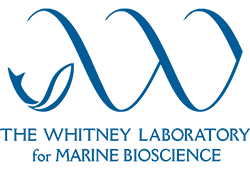 THE WHITNEY LABORATORY
for MARINE BIOSCIENCE